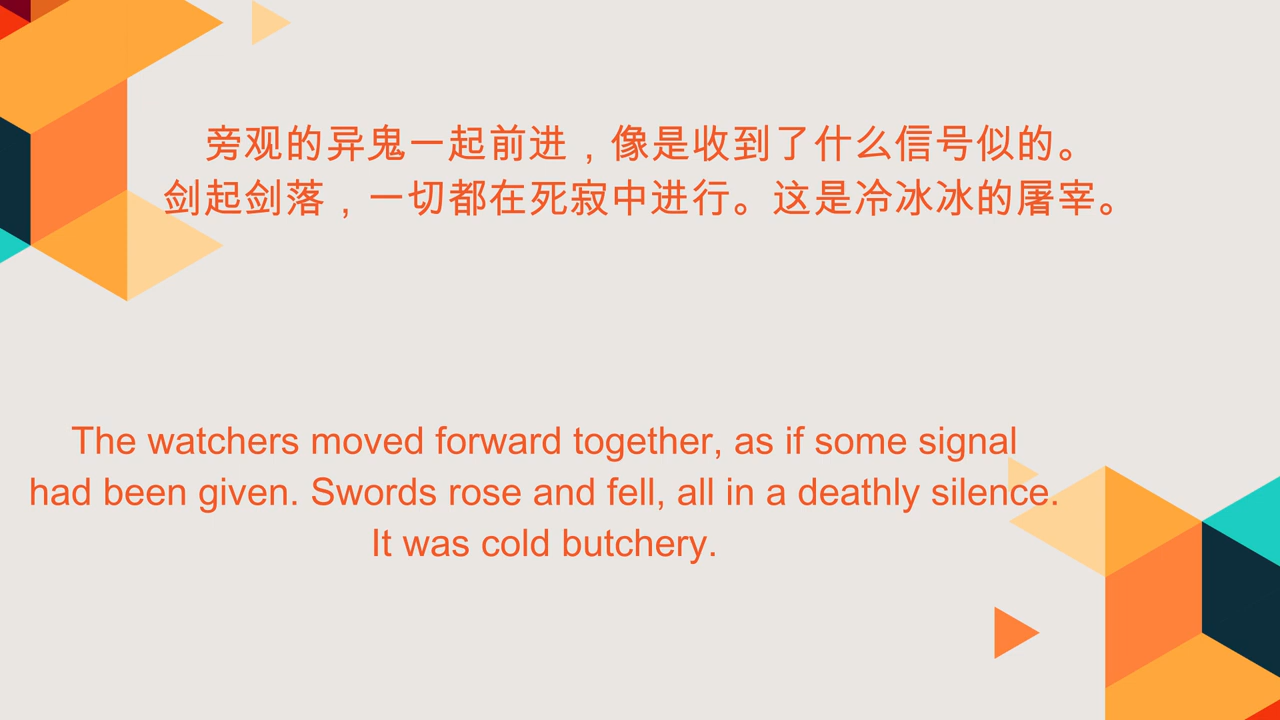 旁观的异鬼一起前进，像是收到了什么信号似的。
剑起剑落，一切都在死寂中进行。这是冷冰冰的屠宰。
The watchers moved forward together, as if some signal
had been given. Swords rose and fell, all in a deathly silence.
It was cold butchery.